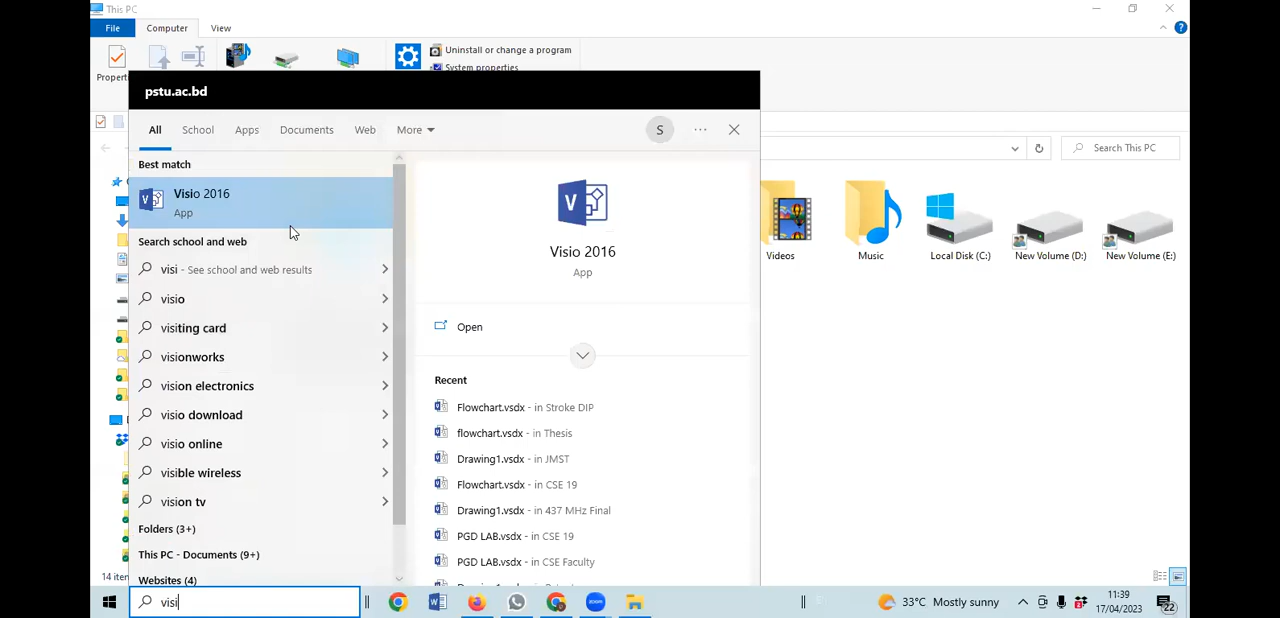 This PC
File
Computer
View
Uninstall or change a program
System properties
Propert
pstu.ac.bd
All
School
Apps
Documents
Web
More
S
Search This PC
Best match
Visio 2016
App
Search school and web
visi - See school and web results
visio
visiting card
visionworks
vision electronics
visio download
visio online
visible wireless
vision tv
Folders (3+)
This PC - Documents (9+)
Websites (4)
Visio 2016
App
Open
Recent
Flowchart.vsdx - in Stroke DIP
flowchart.vsdx - in Thesis
Drawing1.vsdx - in JMST
Flowchart.vsdx - in CSE 19
Drawing1.vsdx - in 437 MHz Final
PGD LAB.vsdx - in CSE 19
PGD LAB.vsdx - in CSE Faculty
Videos
Music
Local Disk (C:)
New Volume (D:)
New Volume (E:)
14 iter
visi
33°C Mostly sunny
11:39
17/04/2023
22